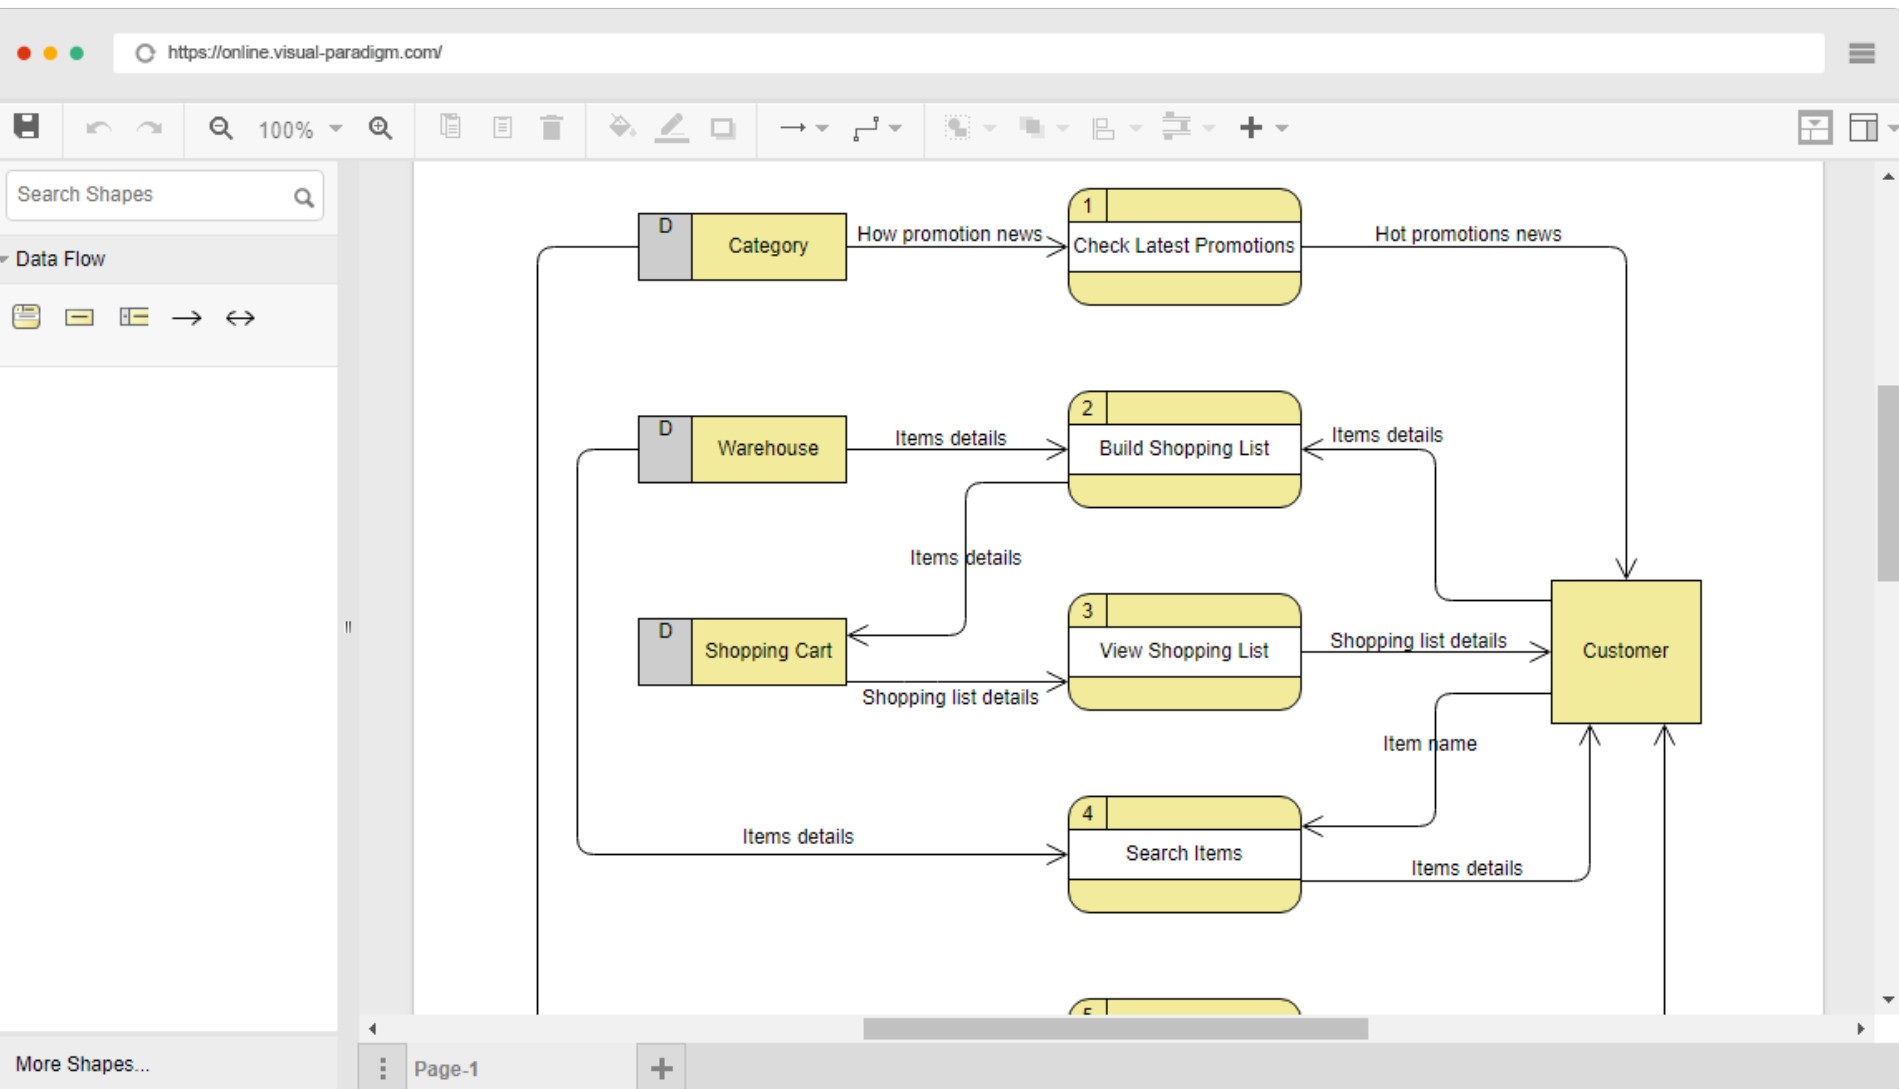 https://online.visual-paradigm.com/
100%
Search Shapes
Data Flow
More Shapes...
D
Category
How promotion news
1
Check Latest Promotions
Hot promotions news
D
Warehouse
Items details
2
Build Shopping List
Items details
Items details
D
Shopping Cart
Shopping list details
3
View Shopping List
Shopping list details
Customer
Item name
4
Search Items
Items details
Items details
5
Page-1